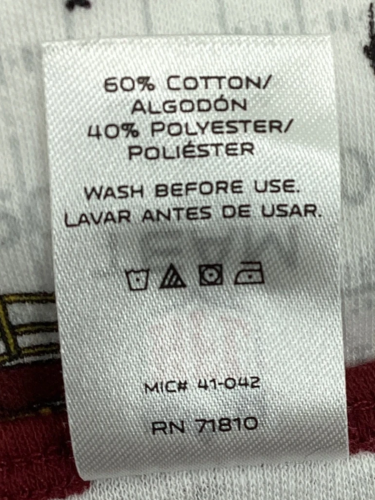 60% COTTON/
ALGODÓN
40% POLYESTER/
POLIÉSTER
WASH BEFORE USE.
LAVAR ANTES DE USAR.
MIC# 41-042
RN 71810